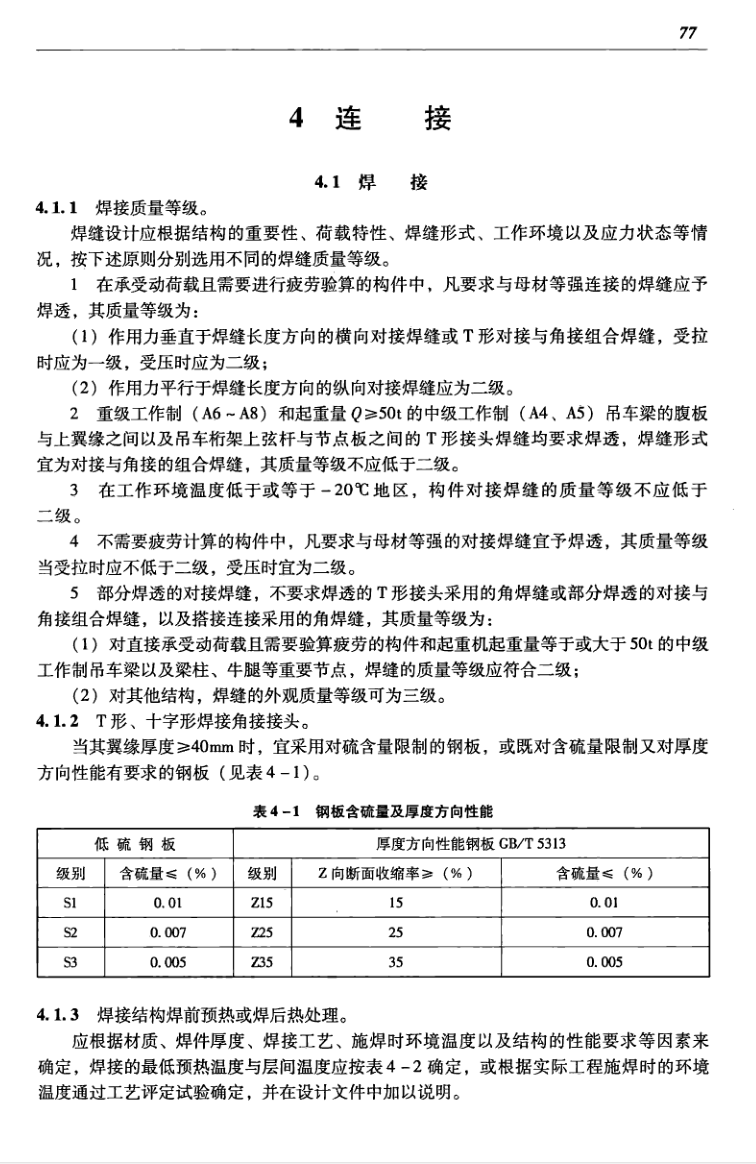 77
4 连 接
4.1 焊 接
4.1.1 焊接质量等级。
焊缝设计应根据结构的重要性、荷载特性、焊缝形式、工作环境以及应力状态等情
况，按下述原则分别选用不同的焊缝质量等级。
1 在承受动荷载且需要进行疲劳验算的构件中，凡要求与母材等强连接的焊缝应予
焊透，其质量等级为：
（1）作用力垂直于焊缝长度方向的横向对接焊缝或 T 形对接与角接组合焊缝，受拉
时应为一级，受压时应为二级；
（2）作用力平行于焊缝长度方向的纵向对接焊缝应为二级。
2 重级工作制（A6～A8）和起重量 Q≥50t 的中级工作制（A4、A5）吊车梁的腹板
与上翼缘之间以及吊车桁架上弦杆与节点板之间的 T 形接头焊缝均要求焊透，焊缝形式
宜为对接与角接的组合焊缝，其质量等级不应低于二级。
3 在工作环境温度低于或等于 －20℃ 地区，构件对接焊缝的质量等级不应低于
二级。
4 不需要疲劳计算的构件中，凡要求与母材等强的对接焊缝宜予焊透，其质量等级
当受拉时应不低于二级，受压时宜为二级。
5 部分焊透的对接焊缝，不要求焊透的 T 形接头采用的角焊缝或部分焊透的对接与
角接组合焊缝，以及搭接连接采用的角焊缝，其质量等级为：
（1）对直接承受动荷载且需要验算疲劳的构件和起重机起重量等于或大于 50t 的中级
工作制吊车梁以及梁柱、牛腿等重要节点，焊缝的质量等级应符合二级；
（2）对其他结构，焊缝的外观质量等级可为三级。
4.1.2 T 形、十字形焊接角接接头。
当其翼缘厚度≥40mm 时，宜采用对硫含量限制的钢板，或既对含硫量限制又对厚度
方向性能有要求的钢板（见表 4－1）。
表 4－1 钢板含硫量及厚度方向性能
低 硫 钢 板 厚度方向性能钢板 GB/T 5313
级别 含硫量≤（%） 级别 Z 向断面收缩率≥（%） 含硫量≤（%）
S1 0.01 Z15 15 0.01
S2 0.007 Z25 25 0.007
S3 0.005 Z35 35 0.005
4.1.3 焊接结构焊前预热或焊后热处理。
应根据材质、焊件厚度、焊接工艺、施焊时环境温度以及结构的性能要求等因素来
确定，焊接的最低预热温度与层间温度应按表 4－2 确定，或根据实际工程施焊时的环境
温度通过工艺评定试验确定，并在设计文件中加以说明。